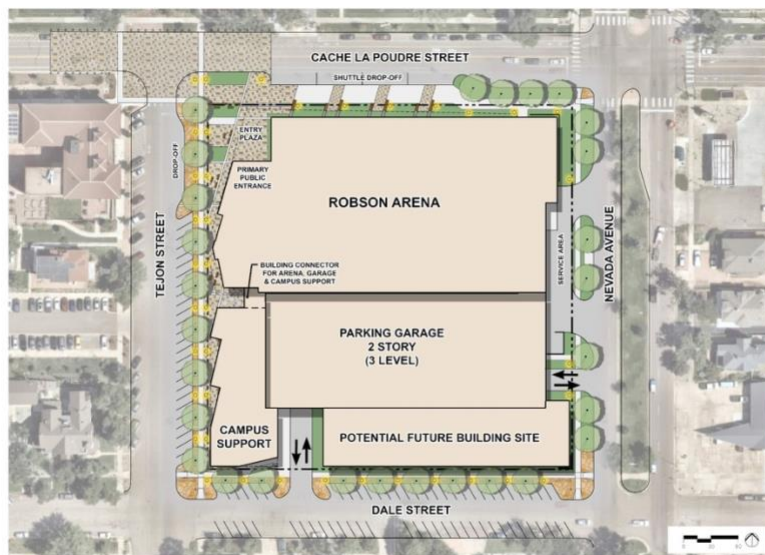 CACHE LA POUDRE STREET
SHUTTLE DROP-OFF
ENTRY
PLAZA
DROP-OFF
PRIMARY
PUBLIC
ENTRANCE
ROBSON ARENA
TEJON STREET
NEVADA AVENUE
SERVICE AREA
BUILDING CONNECTOR
FOR ARENA, GARAGE
& CAMPUS SUPPORT
PARKING GARAGE
2 STORY
(3 LEVEL)
CAMPUS
SUPPORT
POTENTIAL FUTURE BUILDING SITE
DALE STREET